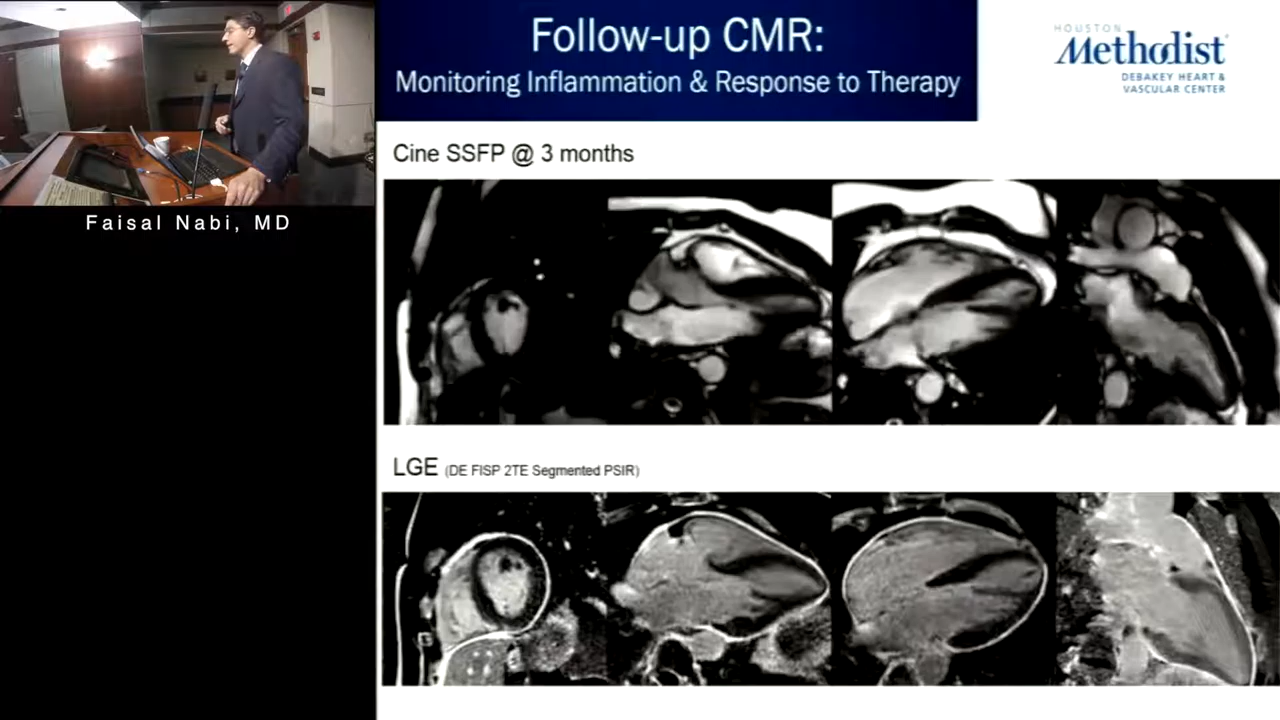 Follow-up CMR:
Monitoring Inflammation & Response to Therapy
HOUSTON
Methodist
DEBAKEY HEART &
VASCULAR CENTER
Cine SSFP @ 3 months
Faisal Nabi, MD
LGE (DE FISP 2TE Segmented PSIR)